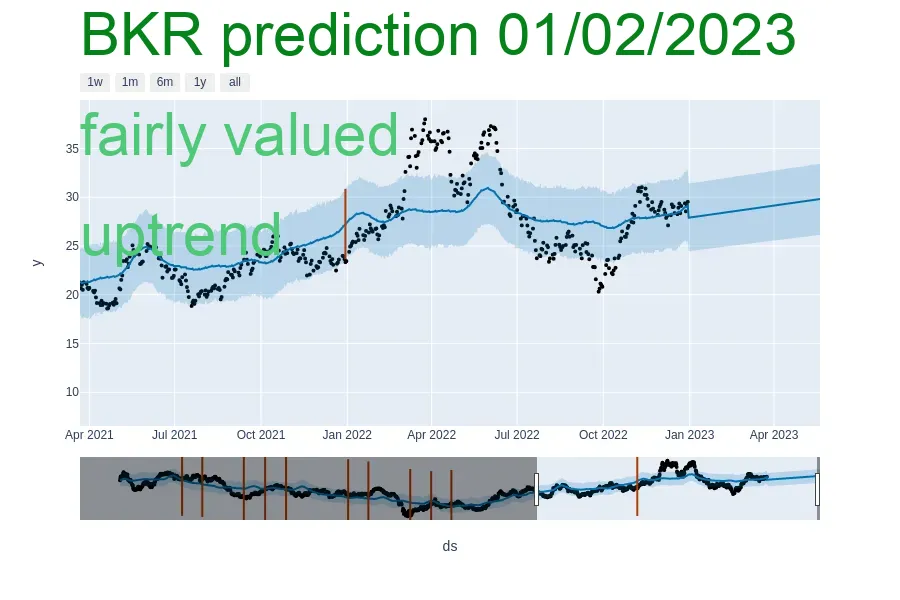 BKR prediction 01/02/2023
1w 1m 6m 1y all
fairly valued
uptrend
35
30
25
20
15
10
y
Apr 2021 Jul 2021 Oct 2021 Jan 2022 Apr 2022 Jul 2022 Oct 2022 Jan 2023 Apr 2023
ds